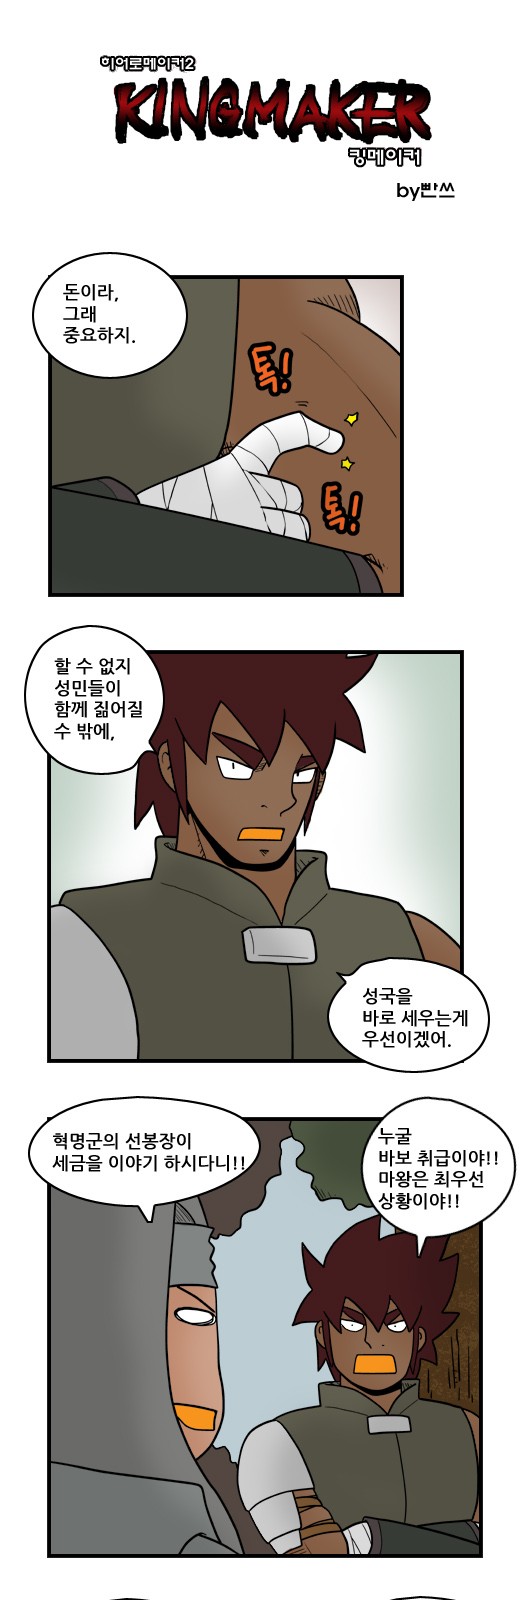 히어로메이커2
KINGMAKER
킹메이커
by빤쓰
돈이라,
그래
중요하지.
톡!
톡!
할 수 없지
성민들이
함께 짊어질
수 밖에,
성국을
바로 세우는게
우선이겠어.
혁명군의 선봉장이
세금을 이야기 하시다니!!
누굴
바보 취급이야!!
마왕은 최우선
상황이야!!